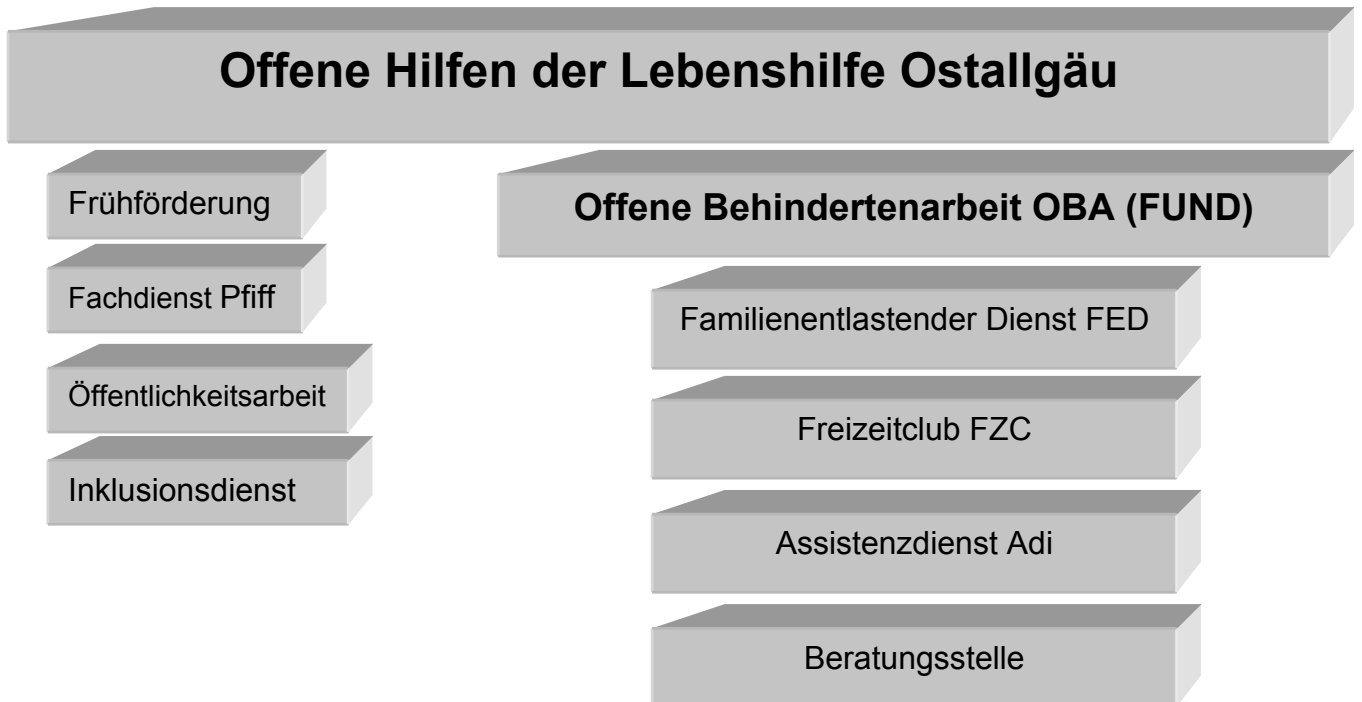 Offene Hilfen der Lebenshilfe Ostallgäu
Frühförderung
Fachdienst Pfiff
Öffentlichkeitsarbeit
Inklusionsdienst
Offene Behindertenarbeit OBA (FUND)
Familienentlastender Dienst FED
Freizeitclub FZC
Assistenzdienst Adi
Beratungsstelle